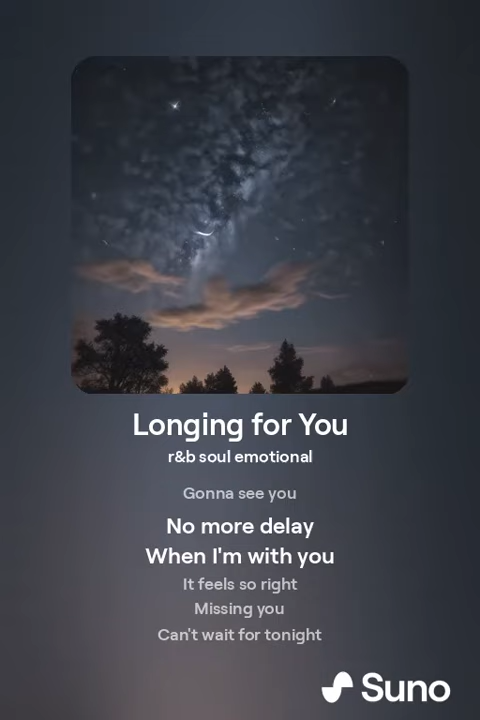 Longing for You
r&b soul emotional
Gonna see you
No more delay
When I'm with you
It feels so right
Missing you
Can't wait for tonight
Suno